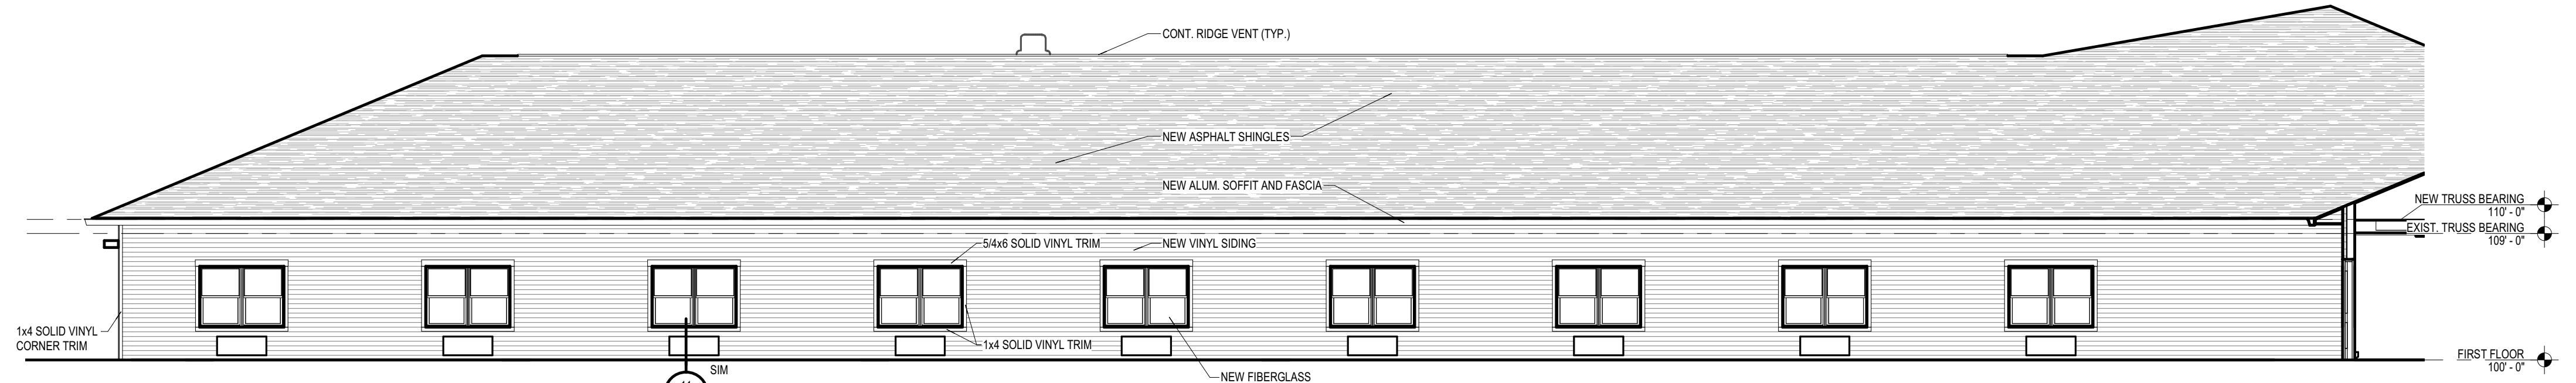 CONT. RIDGE VENT (TYP.)
NEW ASPHALT SHINGLES
NEW ALUM. SOFFIT AND FASCIA
NEW TRUSS BEARING
110' - 0"
EXIST. TRUSS BEARING
109' - 0"
5/4x6 SOLID VINYL TRIM
NEW VINYL SIDING
1x4 SOLID VINYL
CORNER TRIM
1x4 SOLID VINYL TRIM
FIRST FLOOR
100' - 0"
SIM
NEW FIBERGLASS